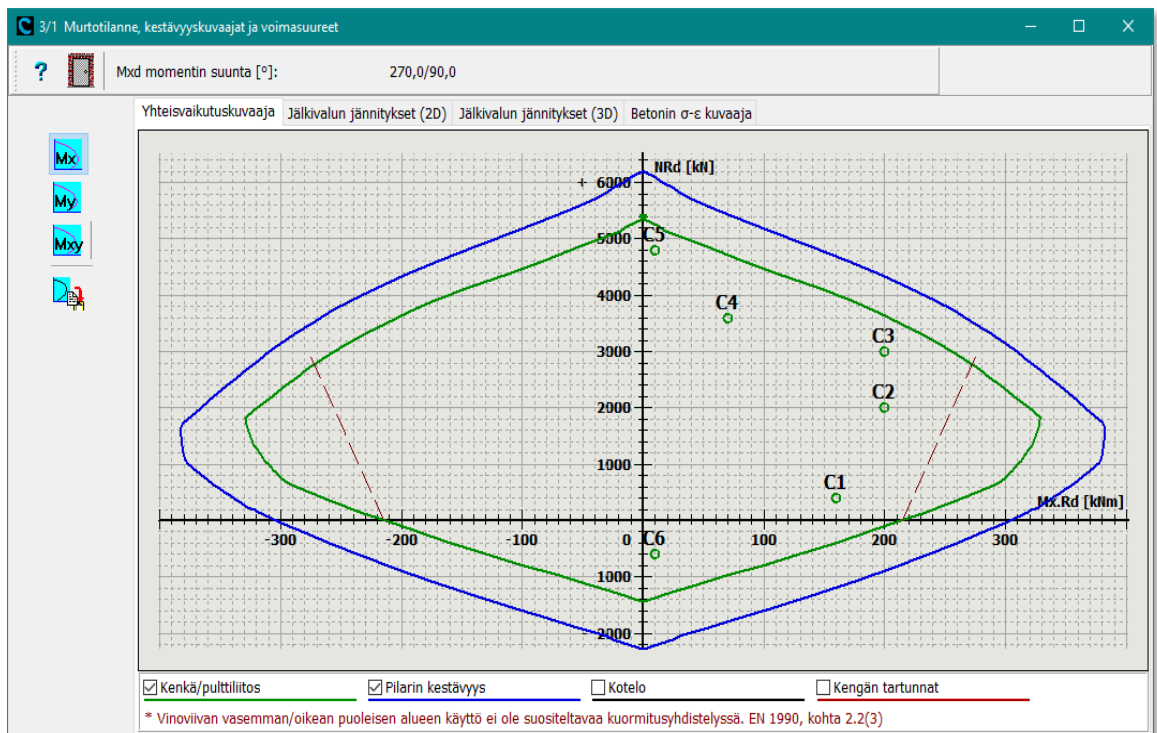 3/1 Murtotilanne, kestävyyskuvaajat ja voimasuureet
? Mxd momentin suunta [°]: 270,0/90,0
Yhteisvaikutuskuvaaja Jälkivalun jännitykset (2D) Jälkivalun jännitykset (3D) Betonin σ-ε kuvaaja
Mx
My
Mxy
NRd [kN]
+ 6000
5000
C5
4000
C4
3000
C3
2000
C2
C1
Mx.Rd [kNm]
-300 -200 -100 0 100 200 300
C6
1000
- 2000
Kenkä/pulttiliitos Pilarin kestävyys Kotelo Kengän tartunnat
* Vinoviivan vasemman/oikean puoleisen alueen käyttö ei ole suositeltavaa kuormitusyhdistelyssä. EN 1990, kohta 2.2(3)